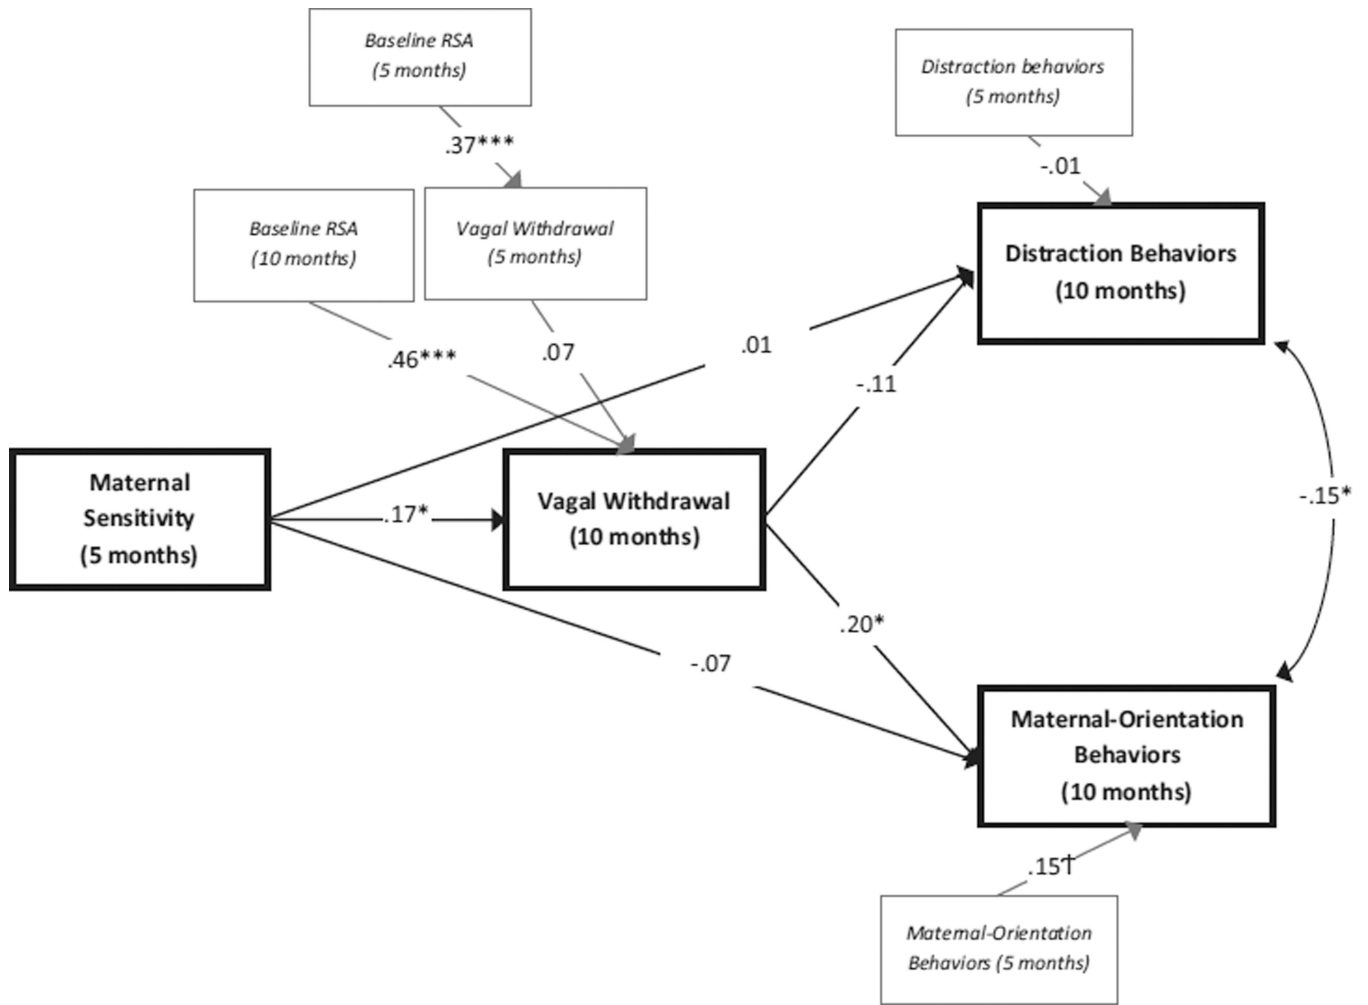 Baseline RSA
(5 months)
Distraction behaviors
(5 months)
.37***
-.01
Baseline RSA
(10 months)
Vagal Withdrawal
(5 months)
Distraction Behaviors
(10 months)
.46***
.07
.01
-.11
Maternal
Sensitivity
(5 months)
.17*
Vagal Withdrawal
(10 months)
-.15*
.20*
-.07
Maternal-Orientation
Behaviors
(10 months)
.15†
Maternal-Orientation
Behaviors (5 months)